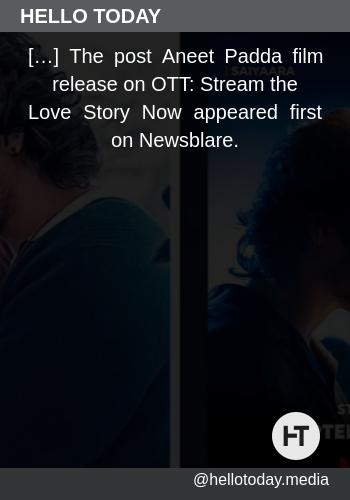 HELLO TODAY
[...] The post Aneet Padda film
release on OTT: Stream the
Love Story Now appeared first
on Newsblare.
SAIYAARA
HT
@hellotoday.media